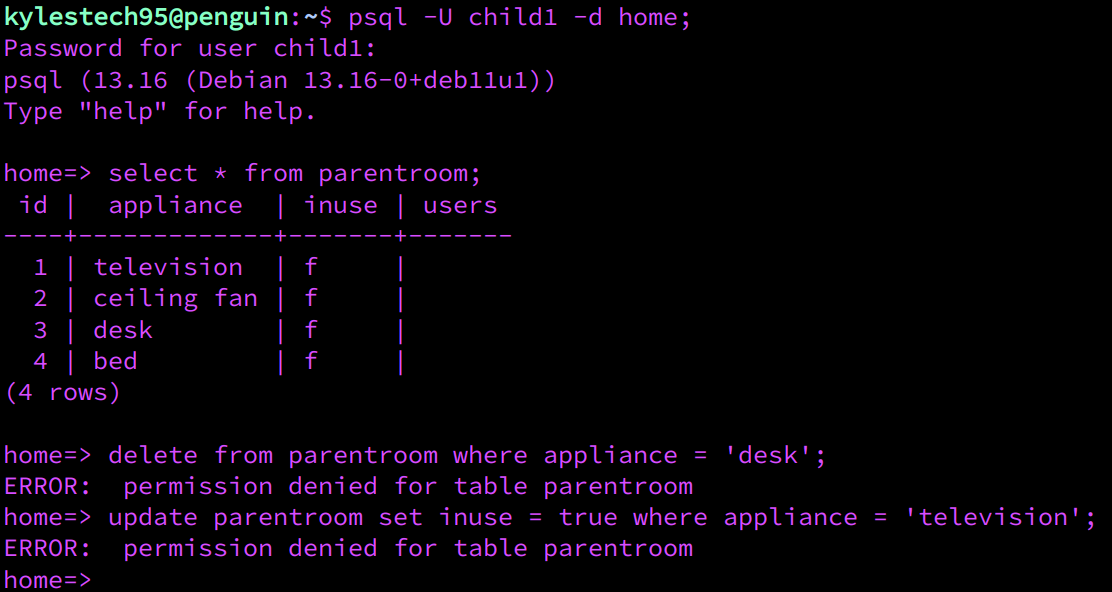 kylestech95@penguin:~$ psql -U child1 -d home;
Password for user child1:
psql (13.16 (Debian 13.16-0+deb11u1))
Type "help" for help.

home=> select * from parentroom;
 id |  appliance  | inuse | users
----+-------------+-------+-------
  1 | television  | f     |
  2 | ceiling fan | f     |
  3 | desk        | f     |
  4 | bed         | f     |
(4 rows)

home=> delete from parentroom where appliance = 'desk';
ERROR:  permission denied for table parentroom
home=> update parentroom set inuse = true where appliance = 'television';
ERROR:  permission denied for table parentroom
home=>